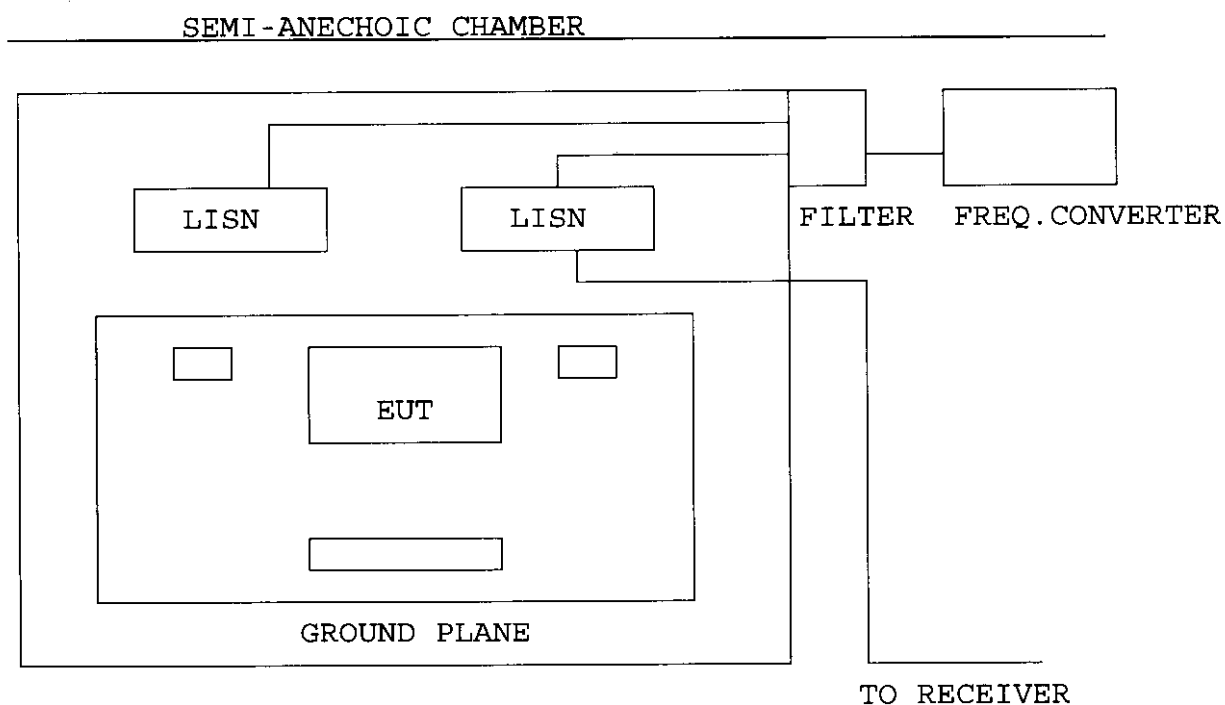 SEMI-ANECHOIC CHAMBER
LISN
LISN
FILTER
FREQ.CONVERTER
EUT
GROUND PLANE
TO RECEIVER